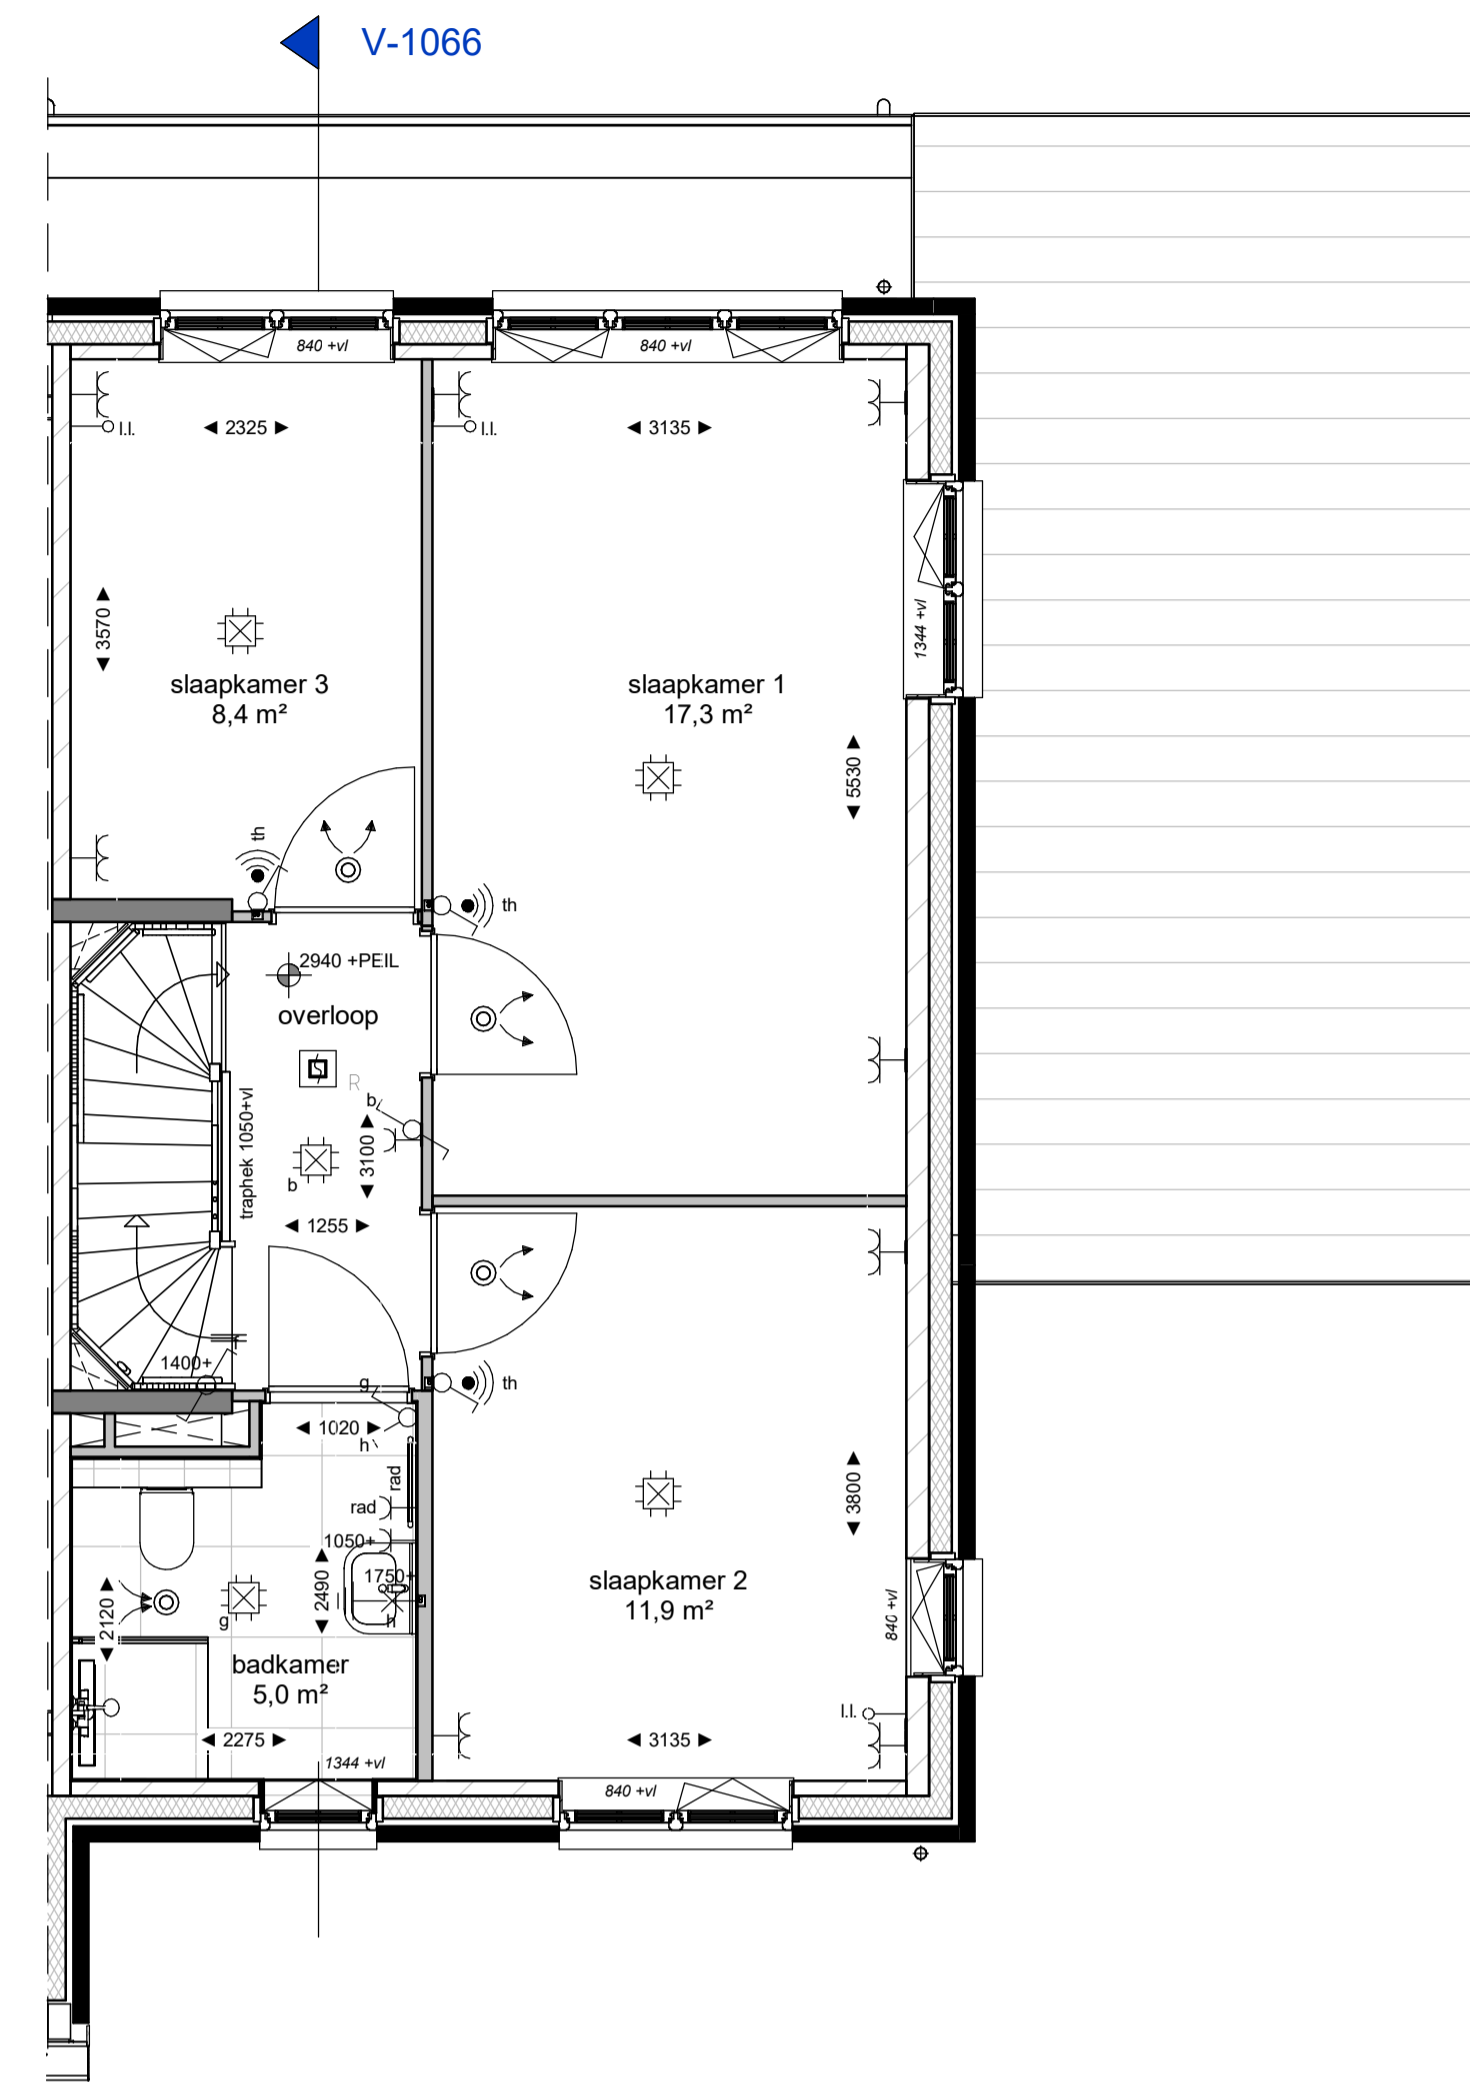 V-1066
840 +vl
840 +vl
l.l.
2325
l.l.
3135
3570
1344 +vl
slaapkamer 3
8,4 m²
slaapkamer 1
17,3 m²
5530
th
th
2940 +PEIL
overloop
R
b
traphek 1050+vl
3100
b
1255
1400+
g
th
1020
h
rad
rad
1050+
3800
1750+
2490
2120
g
h
slaapkamer 2
11,9 m²
840 +vl
badkamer
5,0 m²
l.l.
2275
3135
1344 +vl
840 +vl